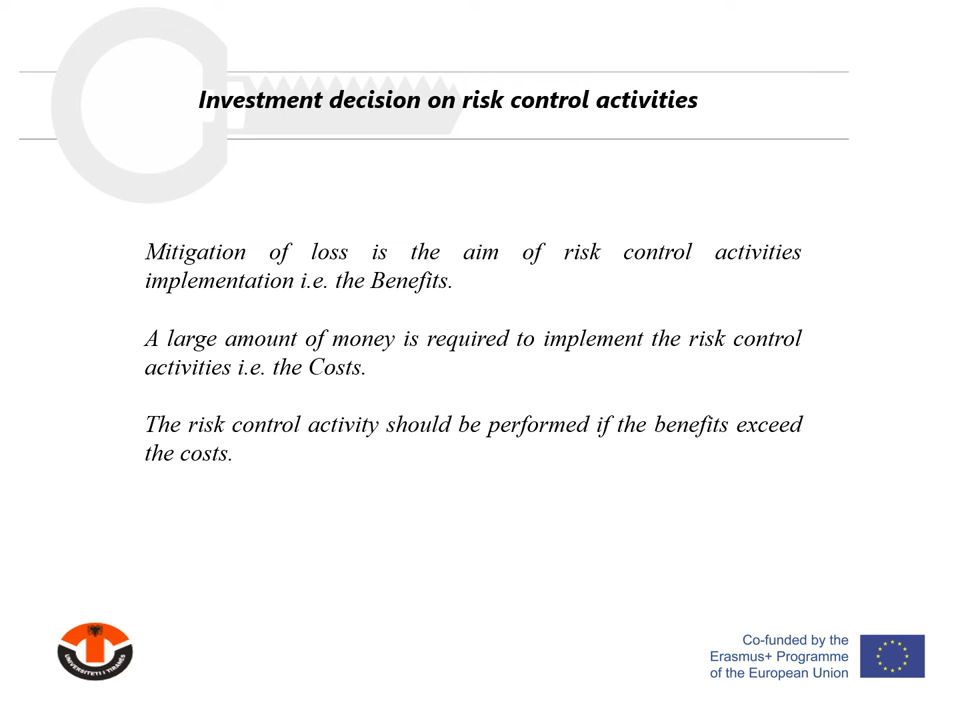 Investment decision on risk control activities
Mitigation of loss is the aim of risk control activities
implementation i.e. the Benefits.
A large amount of money is required to implement the risk control
activities i.e. the Costs.
The risk control activity should be performed if the benefits exceed
the costs.
UNIVERSITETI I TIRANËS
Co-funded by the
Erasmus+ Programme
of the European Union